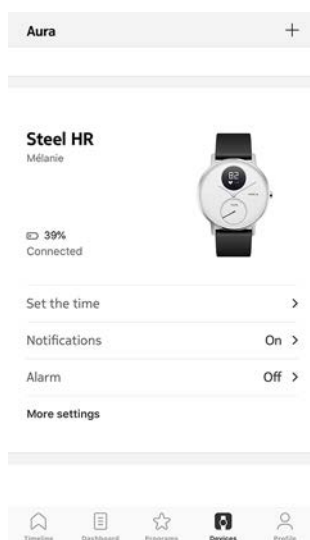 Aura
Steel HR
Mélanie
82
39%
Connected
Set the time
Notifications On
Alarm Off
More settings
Timeline Dashboard Programs Devices Profile